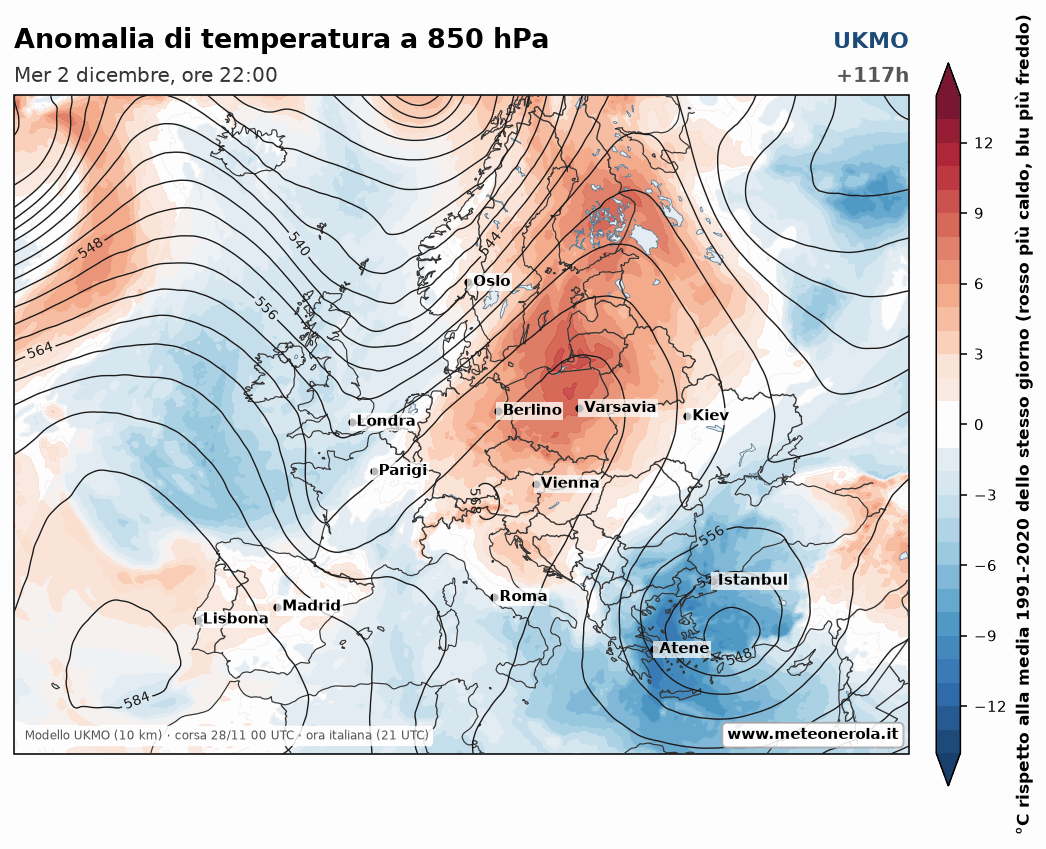 Anomalia di temperatura a 850 hPa
UKMO
Mer 2 dicembre, ore 22:00
+117h
548
540
544
556
564
Oslo
Londra
Berlino
Varsavia
Kiev
Parigi
Vienna
568
556
Istanbul
Roma
Madrid
Lisbona
Atene
548
584
Modello UKMO (10 km) · corsa 28/11 00 UTC · ora italiana (21 UTC)
www.meteonerola.it
12
9
6
3
0
−3
−6
−9
−12
°C rispetto alla media 1991-2020 dello stesso giorno (rosso più caldo, blu più freddo)